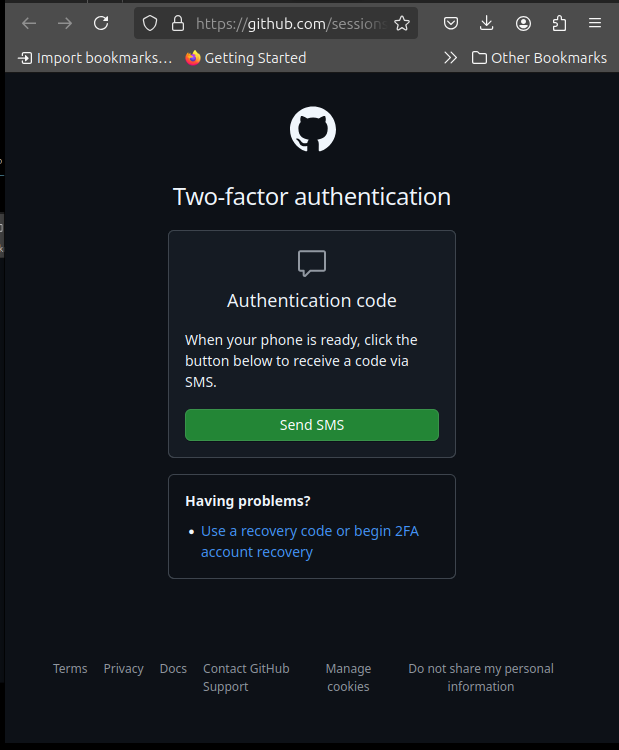 https://github.com/sessions
Import bookmarks...
Getting Started
Other Bookmarks
Two-factor authentication
Authentication code
When your phone is ready, click the
button below to receive a code via
SMS.
Send SMS
Having problems?
Use a recovery code or begin 2FA
account recovery
Terms
Privacy
Docs
Contact GitHub
Support
Manage
cookies
Do not share my personal
information